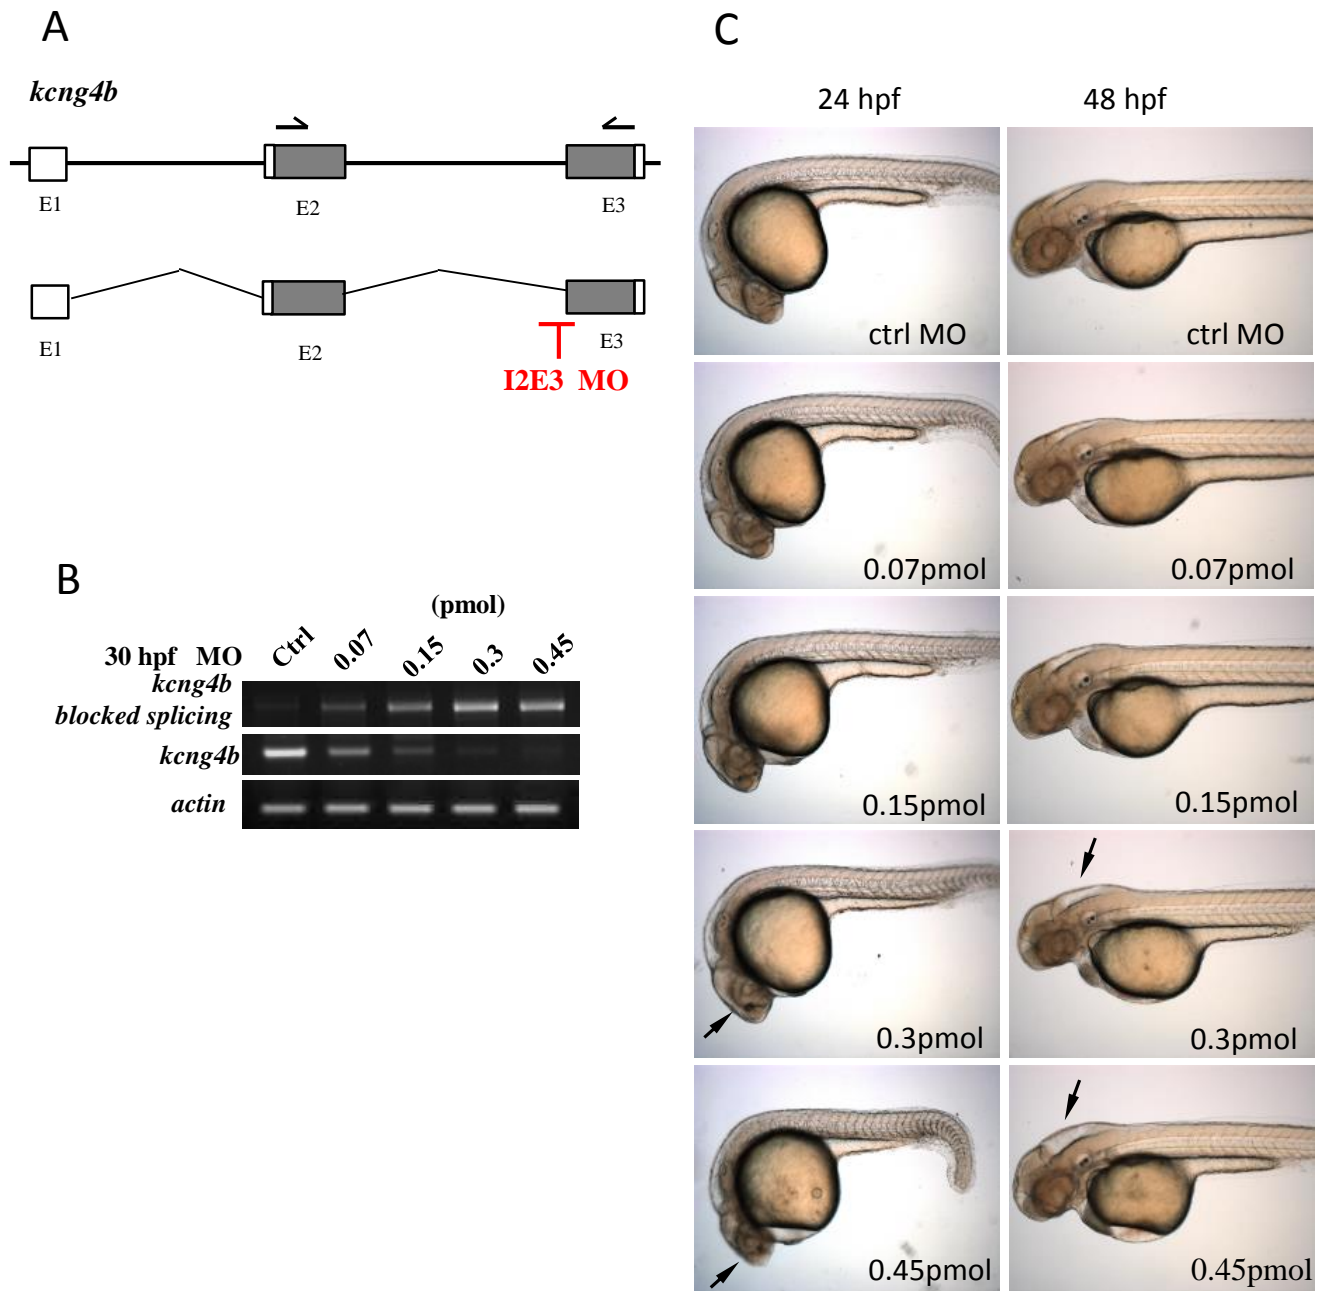 A
kcng4b
E1
E2
E3
E1
E2
E3
I2E3 MO
B
(pmol)
30 hpf MO Ctrl 0.07 0.15 0.3 0.45
kcng4b
blocked splicing
kcng4b
actin
C
24 hpf 48 hpf
ctrl MO ctrl MO
0.07pmol 0.07pmol
0.15pmol 0.15pmol
0.3pmol 0.3pmol
0.45pmol 0.45pmol